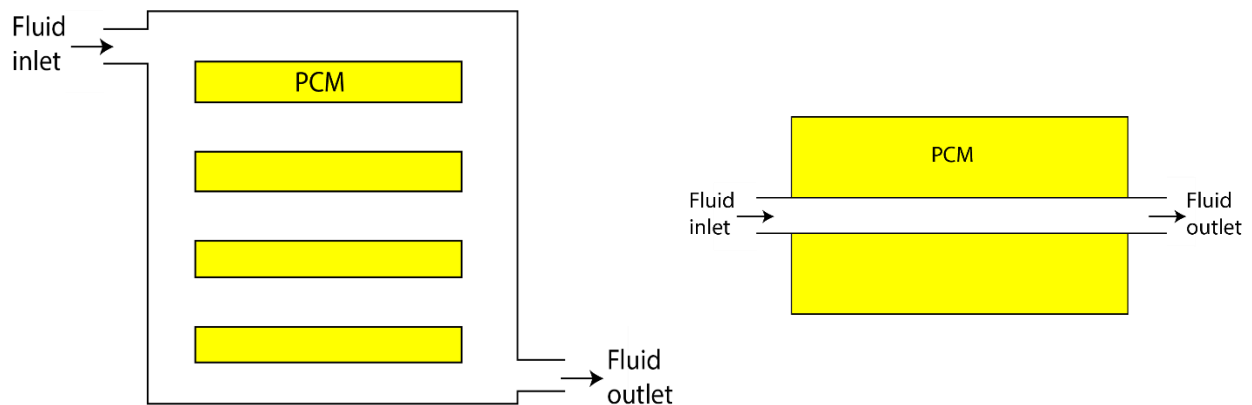 Fluid
inlet
PCM
Fluid
outlet
PCM
Fluid
inlet
Fluid
outlet